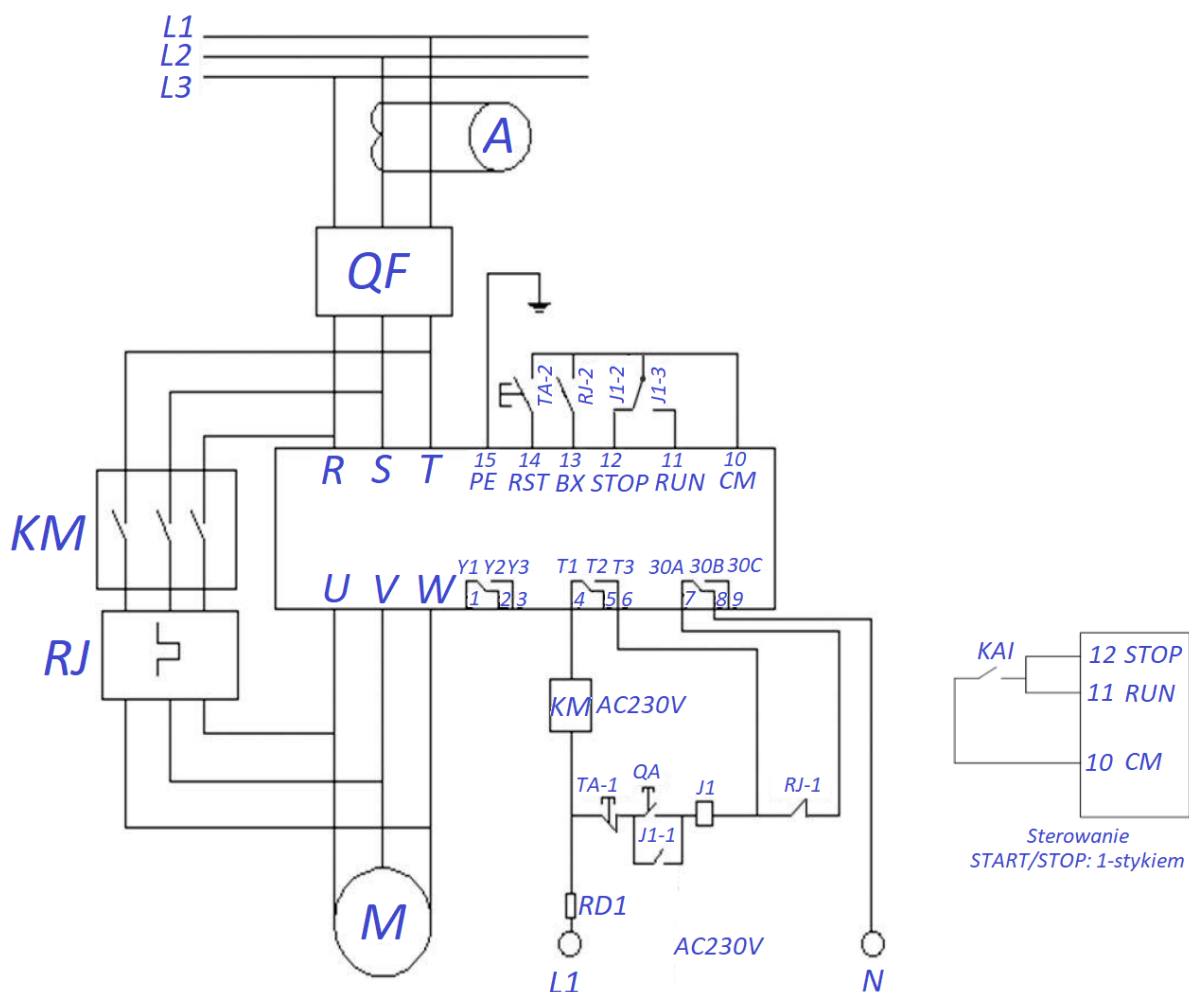 L1
L2
L3
A
QF
TA-2
RJ-2
J1-2
J1-3
R S T
15 14 13 12 11 10
PE RST BX STOP RUN CM
KM
Y1 Y2 Y3 T1 T2 T3 30A 30B 30C
U V W
1 2 3 4 5 6 7 8 9
RJ
KM AC230V
TA-1 QA J1 RJ-1
J1-1
M
RD1
AC230V
L1 N
KAI
12 STOP
11 RUN
10 CM
Sterowanie
START/STOP: 1-stykiem